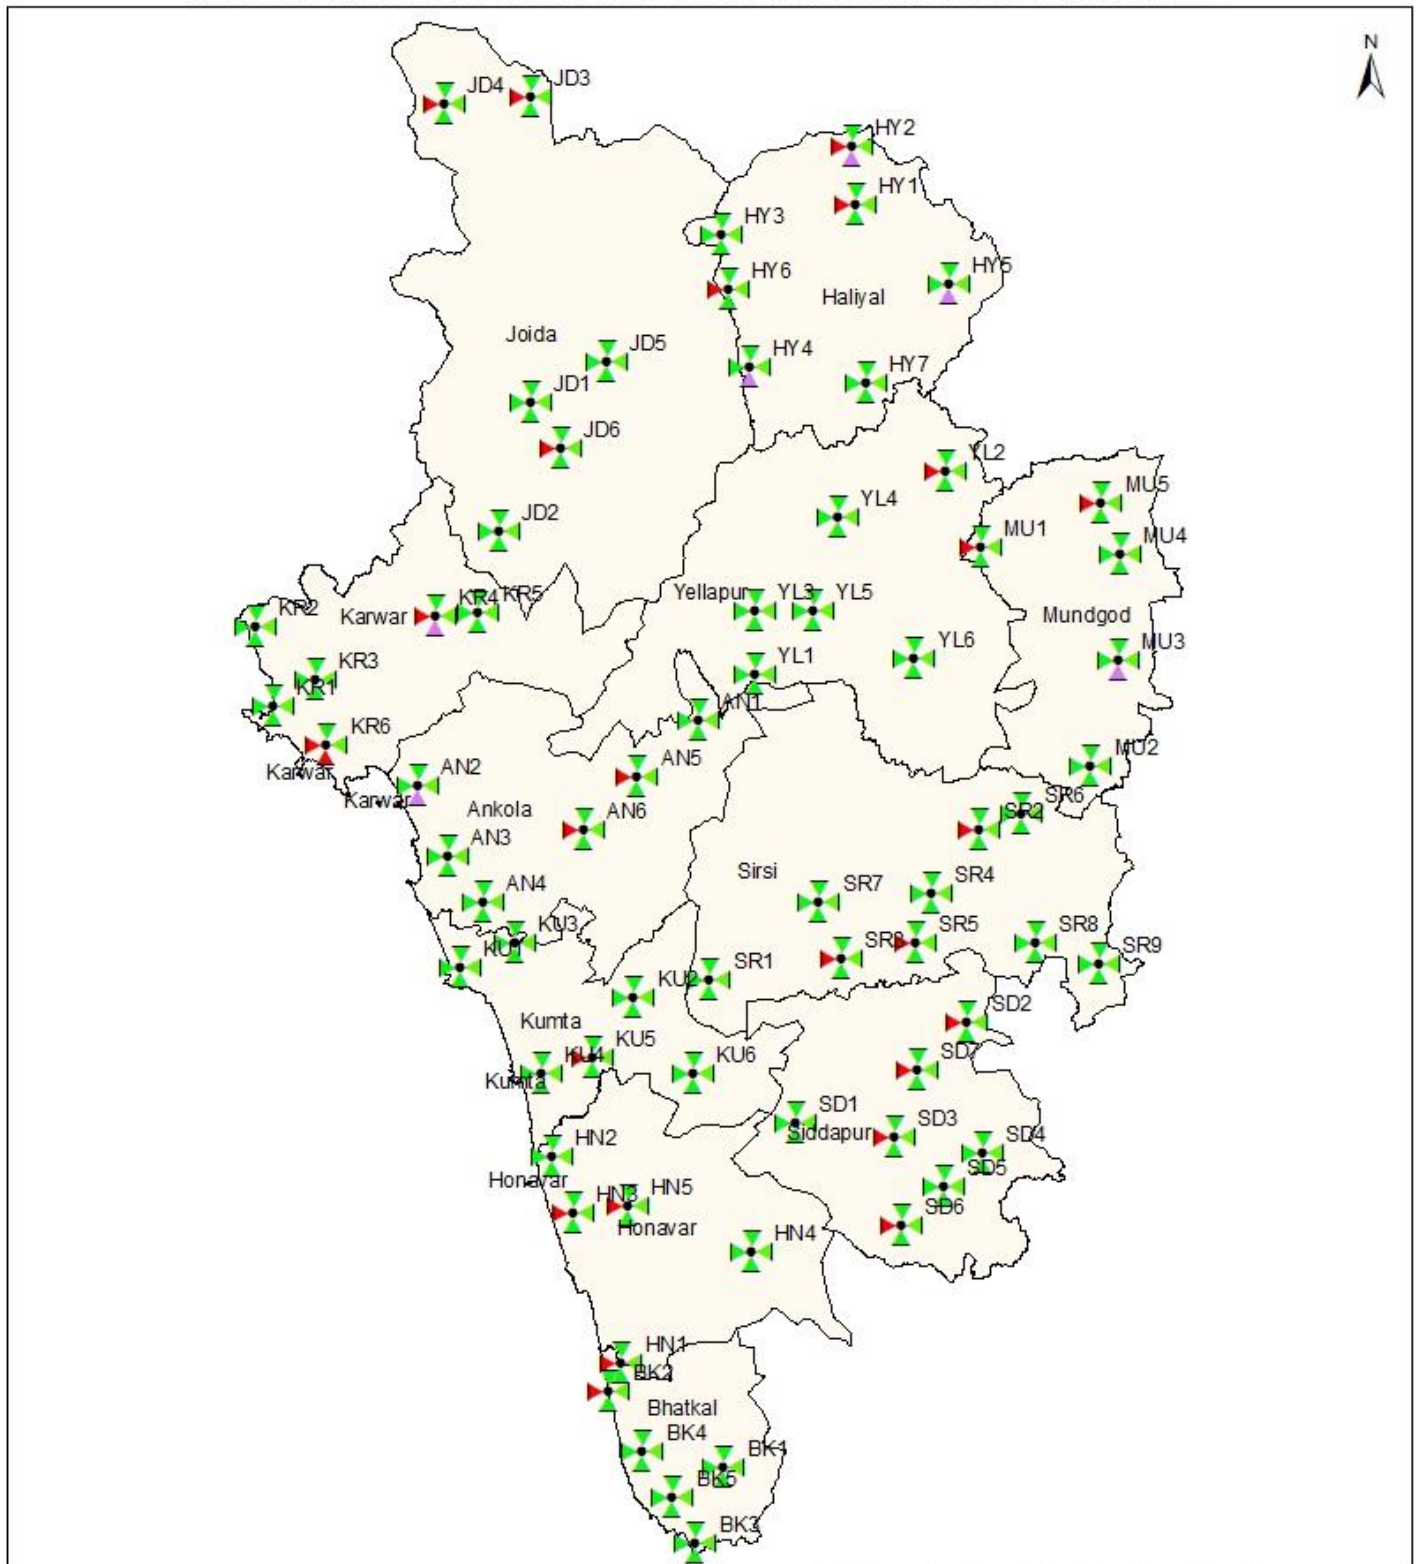 N
JD4
JD3
HY2
HY1
HY3
HY6
HY5
Haliyal
Joida
JD5
HY4
JD1
HY7
JD6
YL2
MU5
YL4
JD2
MU1
MU4
Yellapur
YL3
YL5
KR2
Karwar
KR4
KR5
Mundgod
MU3
KR3
YL1
YL6
KR1
AN1
KR6
MU2
Karwar
AN5
AN2
Karwar
Ankola
AN6
SR2
SR6
AN3
Sirsi
SR7
SR4
AN4
KU3
SR5
SR8
KU1
SR3
SR9
SR1
KU2
SD2
Kumta
KU5
KU4
KU6
SD7
Kumta
SD1
Siddapur
SD3
SD4
HN2
SD5
Honavar
HN3
HN5
SD6
Honavar
HN4
HN1
BK2
Bhatkal
BK4
BK1
BK5
BK3